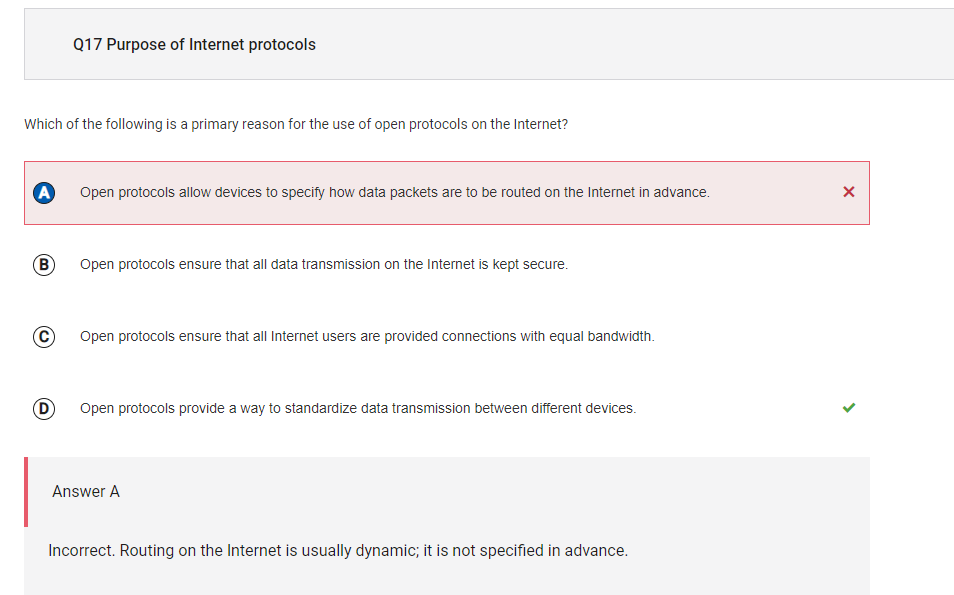 Q17 Purpose of Internet protocols
Which of the following is a primary reason for the use of open protocols on the Internet?
A Open protocols allow devices to specify how data packets are to be routed on the Internet in advance.
B Open protocols ensure that all data transmission on the Internet is kept secure.
C Open protocols ensure that all Internet users are provided connections with equal bandwidth.
D Open protocols provide a way to standardize data transmission between different devices.
Answer A
Incorrect. Routing on the Internet is usually dynamic; it is not specified in advance.